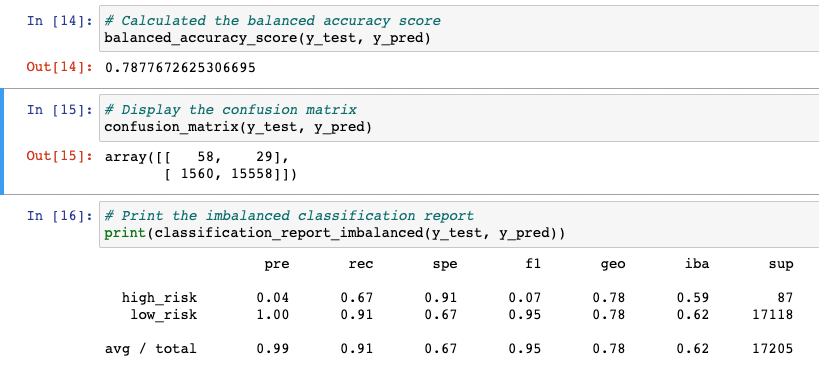 In [14]: # Calculated the balanced accuracy score
balanced_accuracy_score(y_test, y_pred)
Out[14]: 0.7877672625306695
In [15]: # Display the confusion matrix
confusion_matrix(y_test, y_pred)
Out[15]: array([[   58,    29],
       [ 1560, 15558]])
In [16]: # Print the imbalanced classification report
print(classification_report_imbalanced(y_test, y_pred))
pre rec spe f1 geo iba sup
high_risk 0.04 0.67 0.91 0.07 0.78 0.59 87
low_risk 1.00 0.91 0.67 0.95 0.78 0.62 17118
avg / total 0.99 0.91 0.67 0.95 0.78 0.62 17205